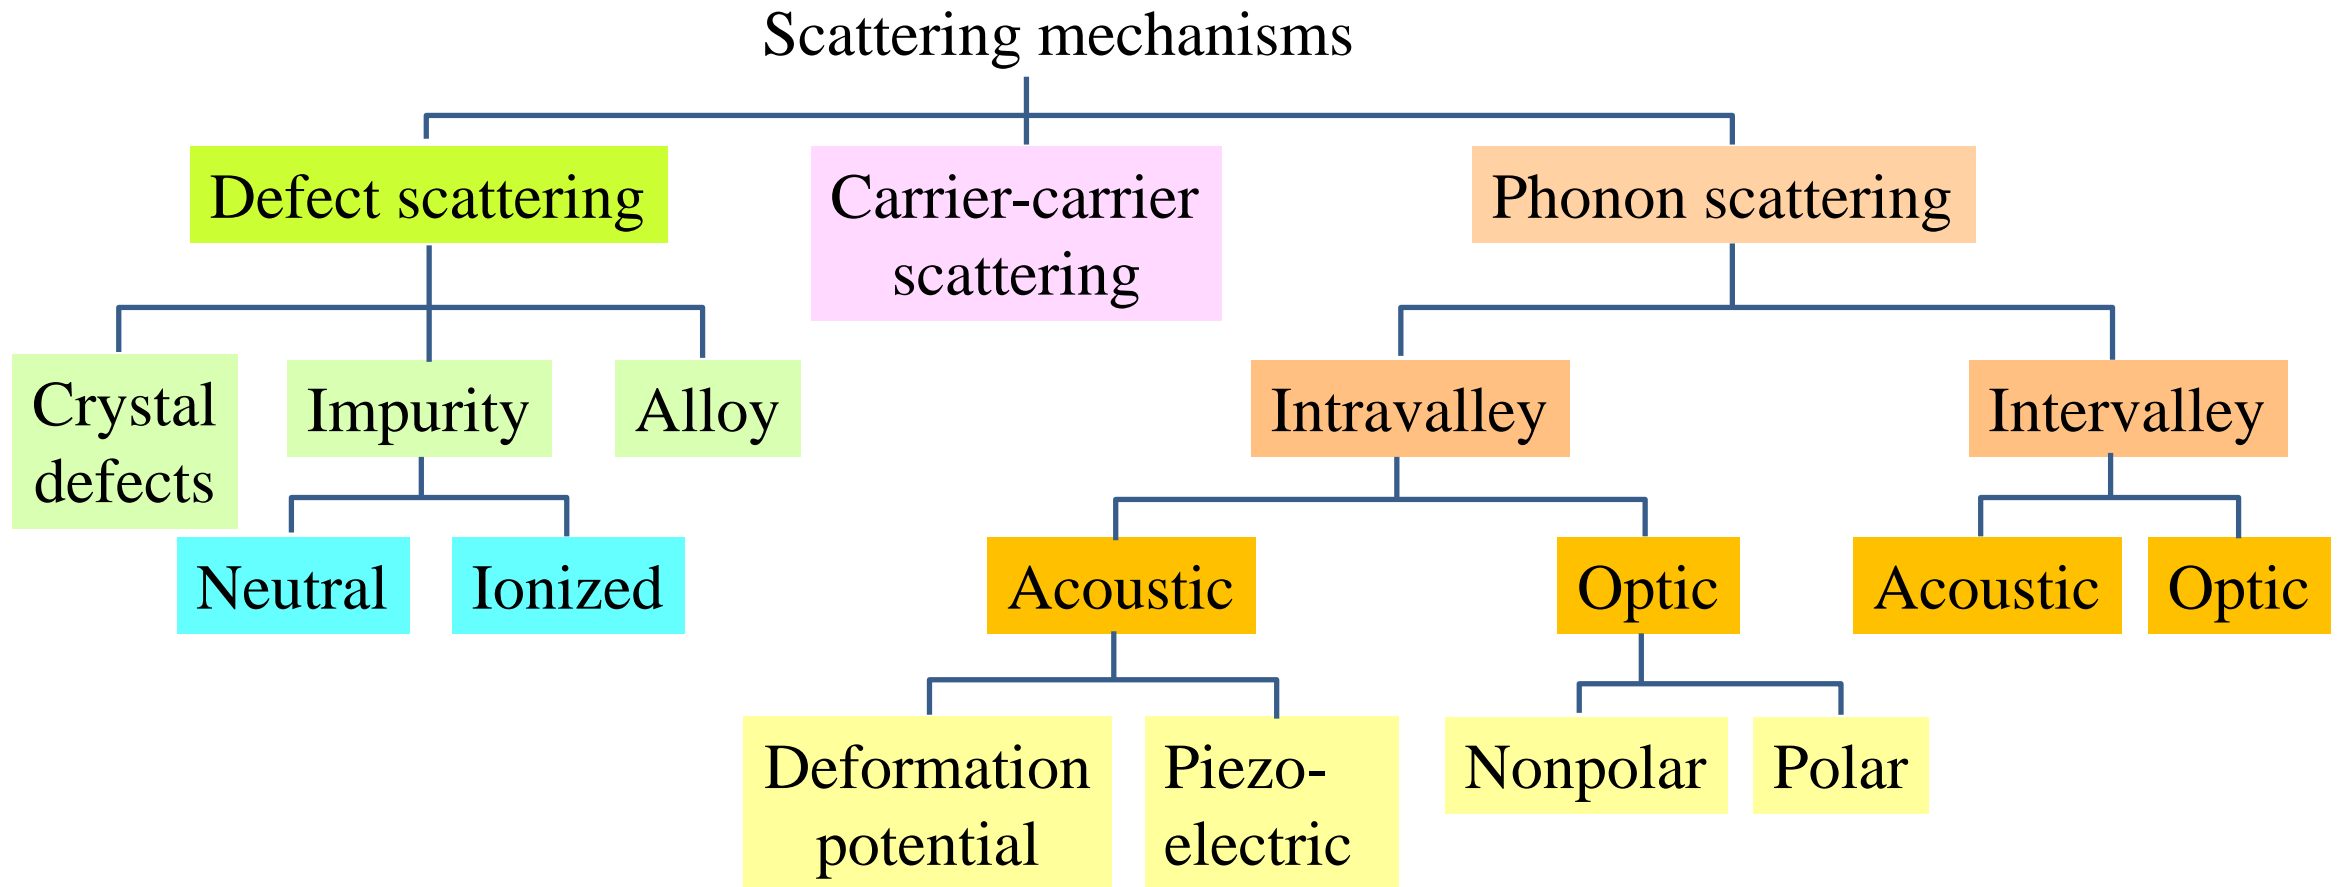 Scattering mechanisms
Defect scattering
Carrier-carrier
scattering
Phonon scattering
Crystal
defects
Impurity
Alloy
Intravalley
Intervalley
Neutral
Ionized
Acoustic
Optic
Acoustic
Optic
Deformation
potential
Piezo-
electric
Nonpolar
Polar